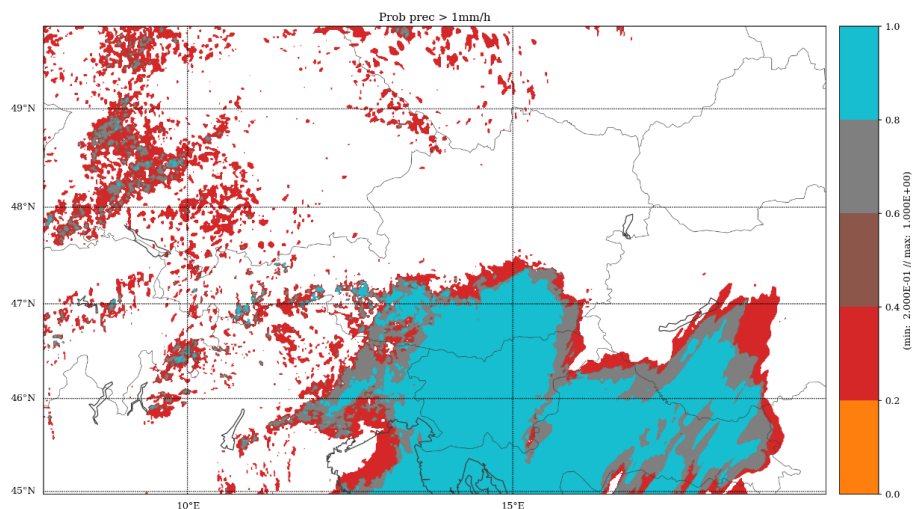 Prob prec > 1mm/h
49°N
48°N
47°N
46°N
45°N
10°E
15°E
1.0
0.8
0.6
0.4
0.2
0.0
(min: 2.000E-01 // max: 1.000E+00)